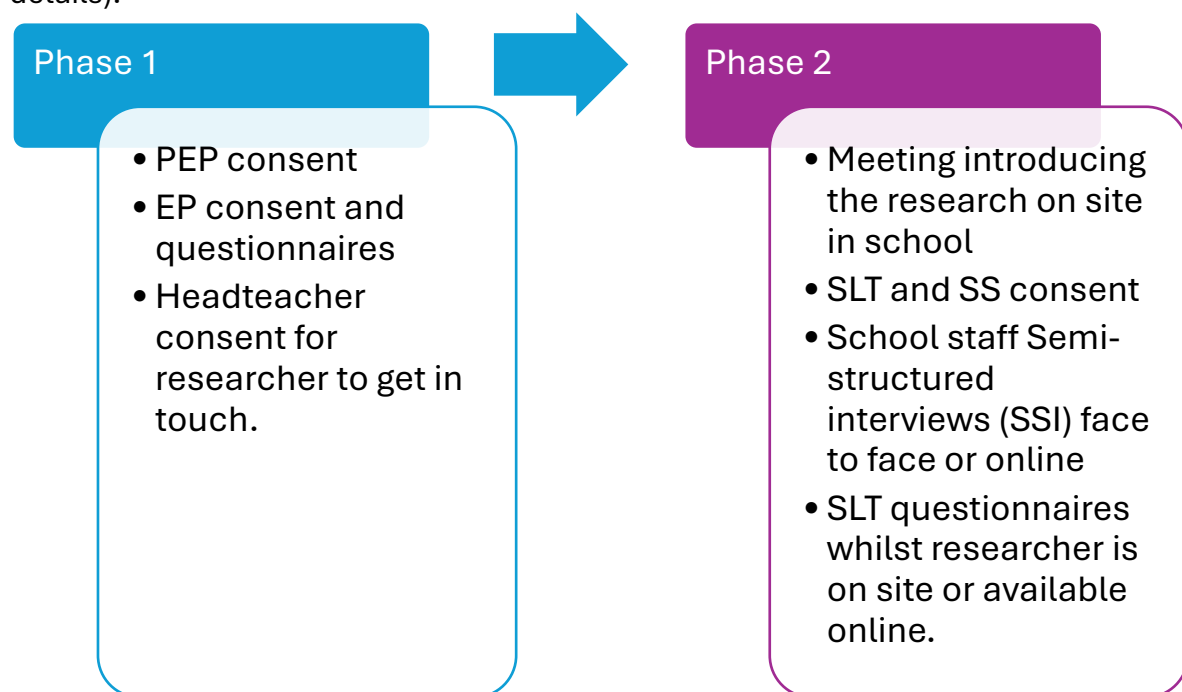 details).
Phase 1
• PEP consent
• EP consent and
questionnaires
• Headteacher
consent for
researcher to get in
touch.
Phase 2
• Meeting introducing
the research on site
in school
• SLT and SS consent
• School staff Semi-
structured
interviews (SSI) face
to face or online
• SLT questionnaires
whilst researcher is
on site or available
online.